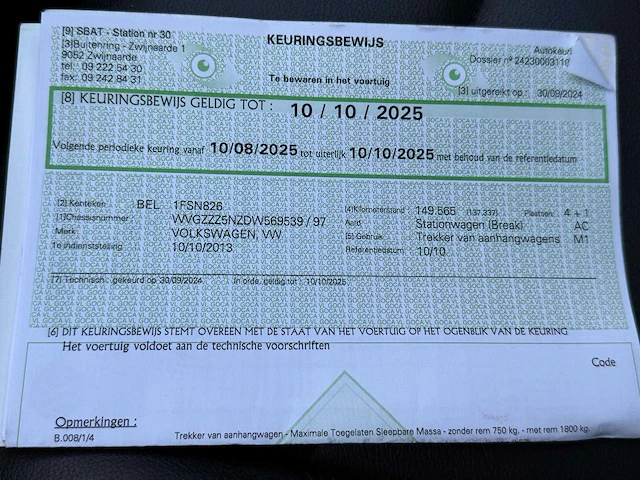 [9] SBAT - Station nr 30
[3]Buitenring - Zwijnaarde 1
9052 Zwijnaarde
tel: 09 222 54 30
fax: 09 242 84 31
KEURINGSBEWIJS
Te bewaren in het voertuig
Autokeuri
Dossier nº 24230003110
[3] uitgereikt op : 30/09/2024
[8] KEURINGSBEWIJS GELDIG TOT : 10 / 10 / 2025
Volgende periodieke keuring vanaf 10/08/2025 tot uiterlijk 10/10/2025 met behoud van de referentiedatum
[2] Kenteken : BEL 1FSN826
[1]Chassisnummer : WVGZZZ5NZDW569539 / 97
Merk : VOLKSWAGEN, VW
1e indienststelling : 10/10/2013
[4]Kilometerstand : 149.565 (137.337) Plaatsen : 4 + 1
Aard : Stationwagen (Break) AC
[5] Gebruik : Trekker van aanhangwagens M1
Referentiedatum : 10/10
[7] Technisch : gekeurd op 30/09/2024 In orde, geldig tot : 10/10/2025
[6] DIT KEURINGSBEWIJS STEMT OVEREEN MET DE STAAT VAN HET VOERTUIG OP HET OGENBLIK VAN DE KEURING
Het voertuig voldoet aan de technische voorschriften
Code
Opmerkingen :
B.008/1/4 Trekker van aanhangwagen - Maximale Toegelaten Sleepbare Massa - zonder rem 750 kg. - met rem 1800 kg.